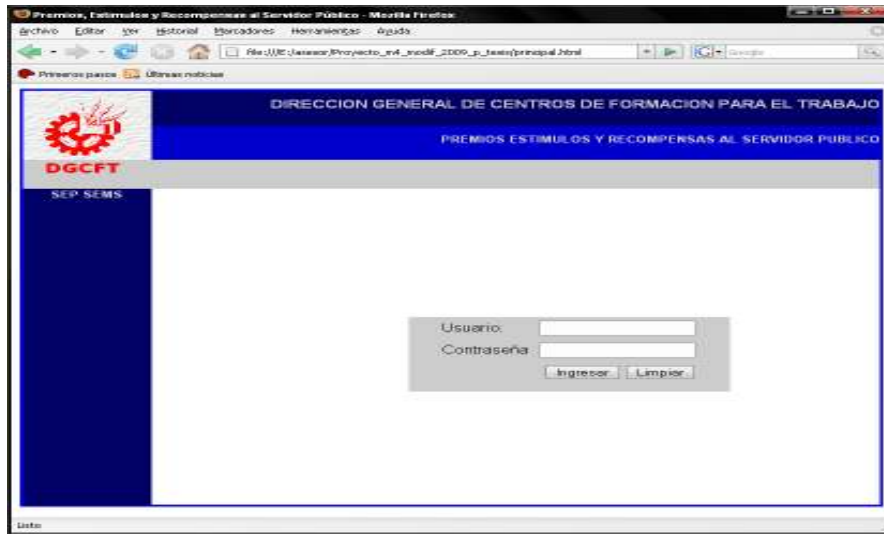 Premios, Estimulos y Recompensas al Servidor Público - Mozilla Firefox
Archivo Editar Ver Historial Marcadores Herramientas Ayuda
Google
Primeros pasos Últimas noticias
DIRECCION GENERAL DE CENTROS DE FORMACION PARA EL TRABAJO
PREMIOS ESTIMULOS Y RECOMPENSAS AL SERVIDOR PUBLICO
DGCFT
SEP SEMS
Usuario:
Contraseña
Ingresar Limpiar
Listo